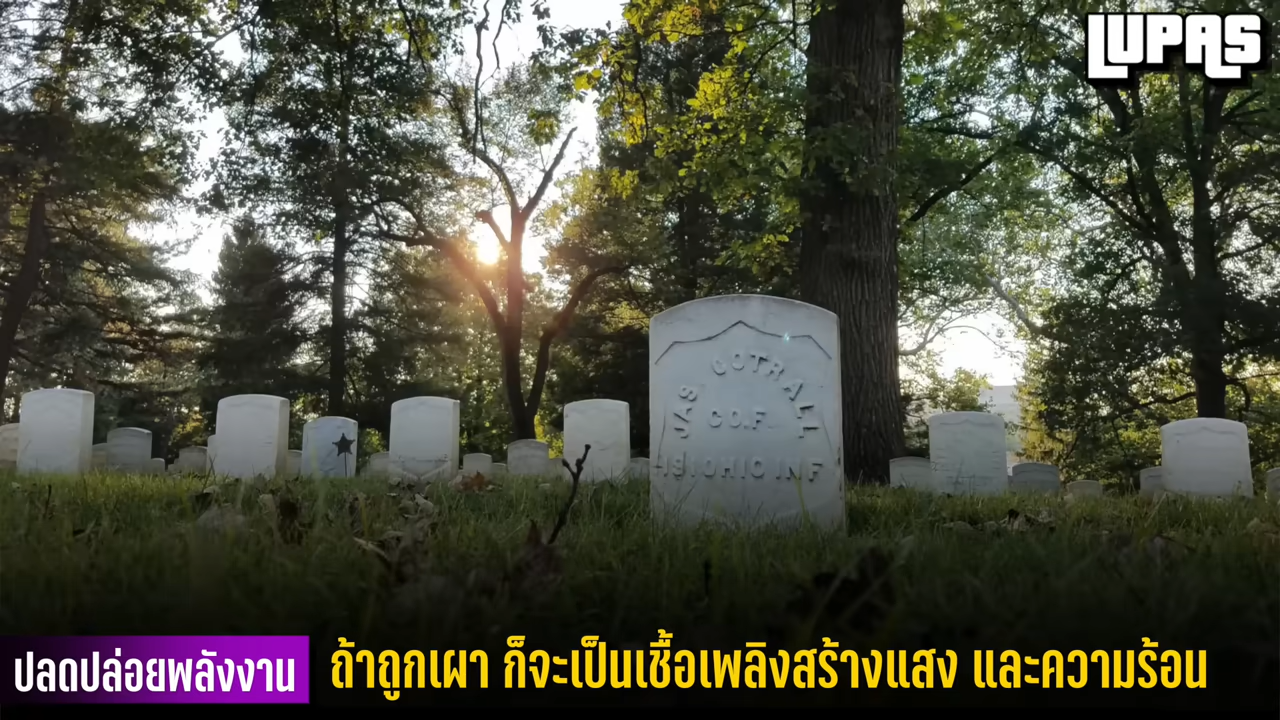 LUPAS
JAS COTRALL
CO.F.
191 OHIO INF
ปลดปล่อยพลังงาน
ถ้าถูกเผา ก็จะเป็นเชื้อเพลิงสร้างแสง และความร้อน